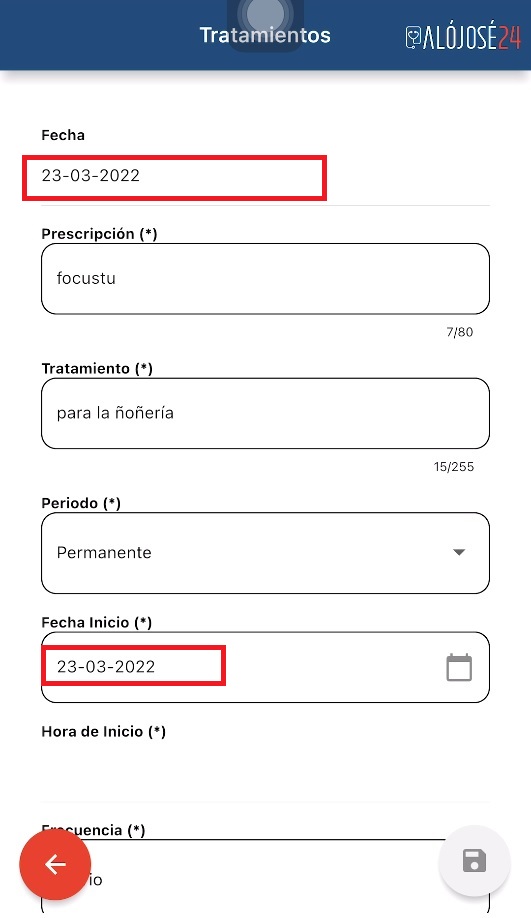 Tratamientos
ALÓJOSÉ24
Fecha
23-03-2022
Prescripción (*)
focustu
7/80
Tratamiento (*)
para la ñoñería
15/255
Periodo (*)
Permanente
Fecha Inicio (*)
23-03-2022
Hora de Inicio (*)
Frecuencia (*)
io